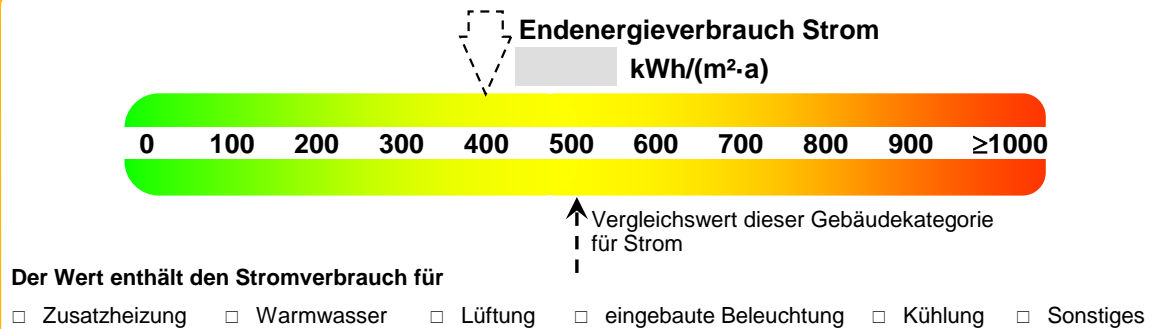 Endenergieverbrauch Strom
kWh/(m²·a)
0 100 200 300 400 500 600 700 800 900 ≥1000
Vergleichswert dieser Gebäudekategorie
für Strom
Der Wert enthält den Stromverbrauch für
□ Zusatzheizung □ Warmwasser □ Lüftung □ eingebaute Beleuchtung □ Kühlung □ Sonstiges